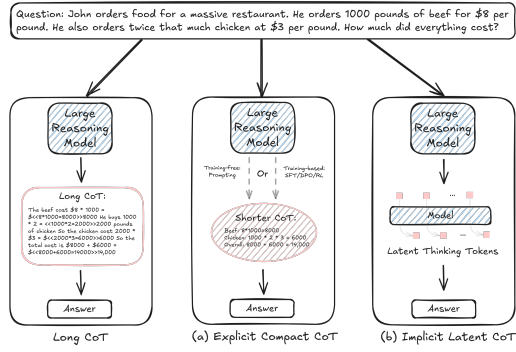 Question: John orders food for a massive restaurant. He orders 1000 pounds of beef for $8 per
pound. He also orders twice that much chicken at $3 per pound. How much did everything cost?
Large
Reasoning
Model
Long CoT:
The beef cost $8 * 1000 =
$<<8*1000=8000>>8000 He buys 1000
* 2 = <<1000*2=2000>>2000 pounds
of chicken So the chicken cost 2000 *
$3 = $<<2000*3=6000>>6000 So the
total cost is $8000 + $6000 =
$<<8000+6000=14000>>14,000
Answer
Long CoT
Large
Reasoning
Model
Training-free:
Prompting
Or
Training-based:
SFT/DPO/RL
Shorter CoT:
Beef: 8*1000=8000
Chicken: 1000 * 2 * 3 = 6000
Overall: 8000 + 6000 = 14,000
Answer
(a) Explicit Compact CoT
Large
Reasoning
Model
...
Model
...
Latent Thinking Tokens
Answer
(b) Implicit Latent CoT